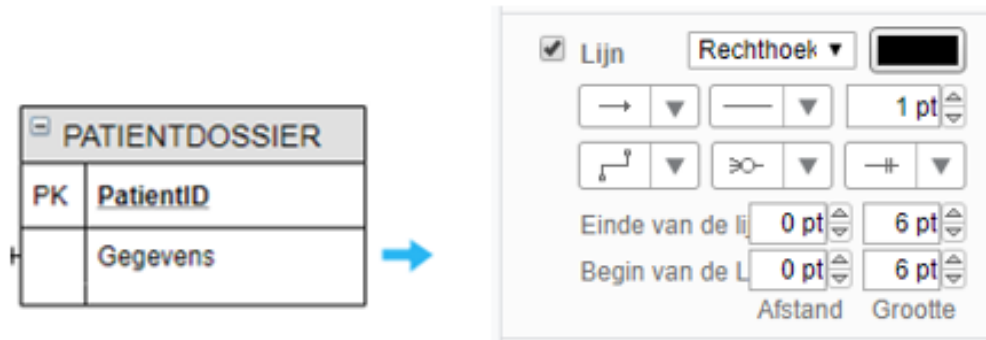 PATIENTDOSSIER
PK PatientID
Gegevens
Lijn Rechthoek
1 pt
Einde van de lij 0 pt 6 pt
Begin van de L 0 pt 6 pt
Afstand Grootte